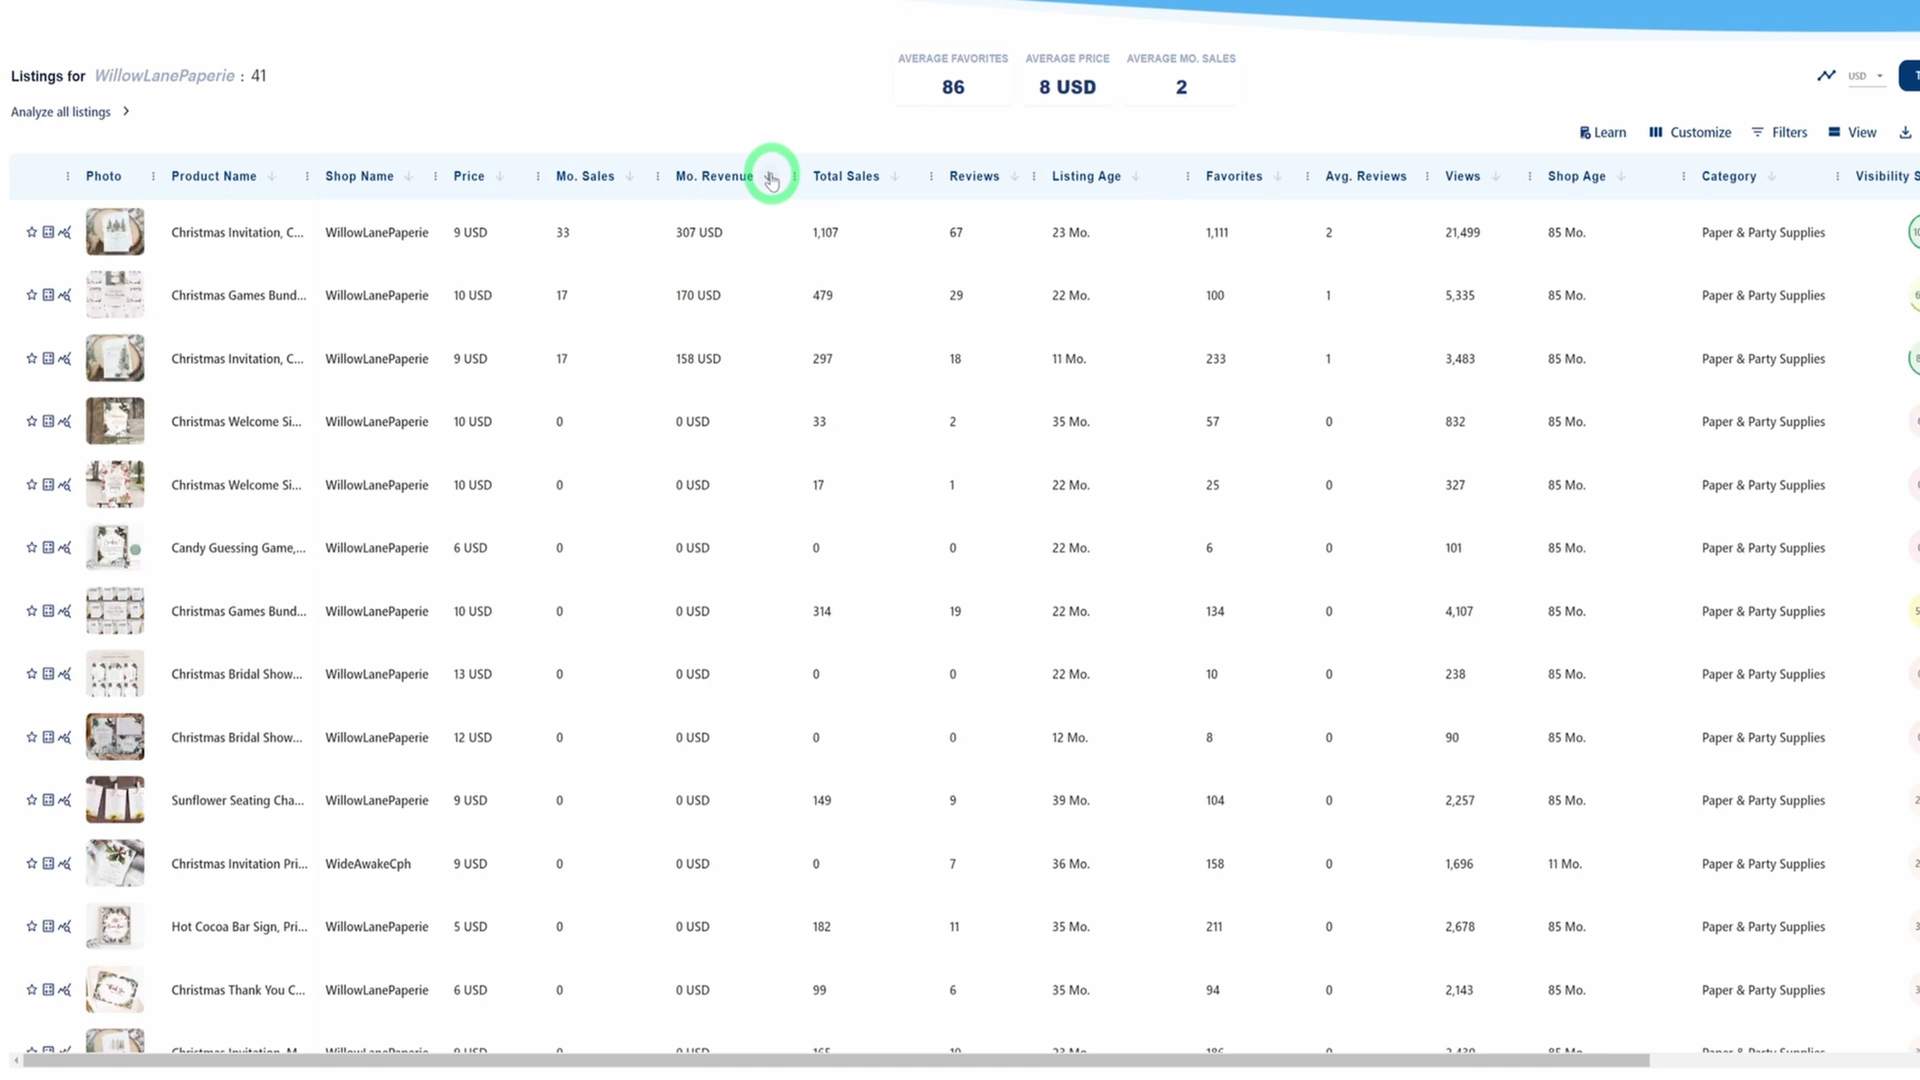 AVERAGE FAVORITES AVERAGE PRICE AVERAGE MO. SALES
Listings for WillowLanePaperie : 41
86 8 USD 2
USD
Analyze all listings
Learn Customize Filters View
Photo Product Name Shop Name Price Mo. Sales Mo. Revenue Total Sales Reviews Listing Age Favorites Avg. Reviews Views Shop Age Category Visibility S
Christmas Invitation, C... WillowLanePaperie 9 USD 33 307 USD 1,107 67 23 Mo. 1,111 2 21,499 85 Mo. Paper & Party Supplies
Christmas Games Bund... WillowLanePaperie 10 USD 17 170 USD 479 29 22 Mo. 100 1 5,335 85 Mo. Paper & Party Supplies
Christmas Invitation, C... WillowLanePaperie 9 USD 17 158 USD 297 18 11 Mo. 233 1 3,483 85 Mo. Paper & Party Supplies
Christmas Welcome Si... WillowLanePaperie 10 USD 0 0 USD 33 2 35 Mo. 57 0 832 85 Mo. Paper & Party Supplies
Christmas Welcome Si... WillowLanePaperie 10 USD 0 0 USD 17 1 22 Mo. 25 0 327 85 Mo. Paper & Party Supplies
Candy Guessing Game,... WillowLanePaperie 6 USD 0 0 USD 0 0 22 Mo. 6 0 101 85 Mo. Paper & Party Supplies
Christmas Games Bund... WillowLanePaperie 10 USD 0 0 USD 314 19 22 Mo. 134 0 4,107 85 Mo. Paper & Party Supplies
Christmas Bridal Show... WillowLanePaperie 13 USD 0 0 USD 0 0 22 Mo. 10 0 238 85 Mo. Paper & Party Supplies
Christmas Bridal Show... WillowLanePaperie 12 USD 0 0 USD 0 0 12 Mo. 8 0 90 85 Mo. Paper & Party Supplies
Sunflower Seating Cha... WillowLanePaperie 9 USD 0 0 USD 149 9 39 Mo. 104 0 2,257 85 Mo. Paper & Party Supplies
Christmas Invitation Pri... WideAwakeCph 9 USD 0 0 USD 0 7 36 Mo. 158 0 1,696 11 Mo. Paper & Party Supplies
Hot Cocoa Bar Sign, Pri... WillowLanePaperie 5 USD 0 0 USD 182 11 35 Mo. 211 0 2,678 85 Mo. Paper & Party Supplies
Christmas Thank You C... WillowLanePaperie 6 USD 0 0 USD 99 6 35 Mo. 94 0 2,143 85 Mo. Paper & Party Supplies